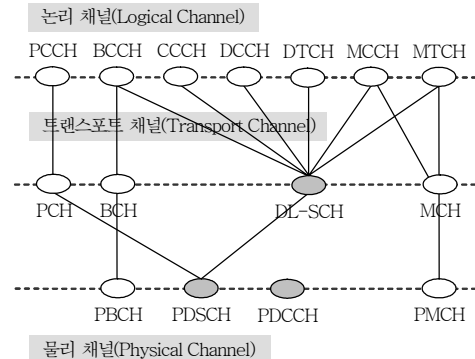 논리 채널(Logical Channel)
PCCH BCCH CCCH DCCH DTCH MCCH MTCH
트랜스포트 채널(Transport Channel)
PCH BCH DL-SCH MCH
PBCH PDSCH PDCCH PMCH
물리 채널(Physical Channel)